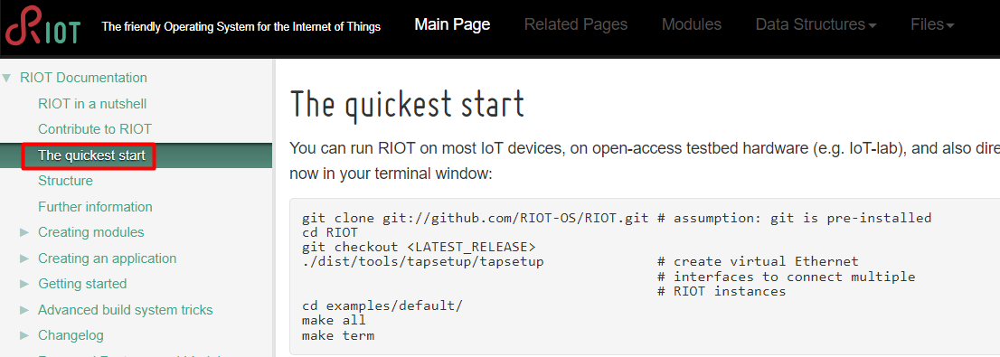 RIOT The friendly Operating System for the Internet of Things Main Page Related Pages Modules Data Structures Files
RIOT Documentation
RIOT in a nutshell
Contribute to RIOT
The quickest start
Structure
Further information
Creating modules
Creating an application
Getting started
Advanced build system tricks
Changelog
The quickest start
You can run RIOT on most IoT devices, on open-access testbed hardware (e.g. IoT-lab), and also dire
now in your terminal window:
git clone git://github.com/RIOT-OS/RIOT.git # assumption: git is pre-installed
cd RIOT
git checkout <LATEST_RELEASE>
./dist/tools/tapsetup/tapsetup # create virtual Ethernet
# interfaces to connect multiple
# RIOT instances
cd examples/default/
make all
make term